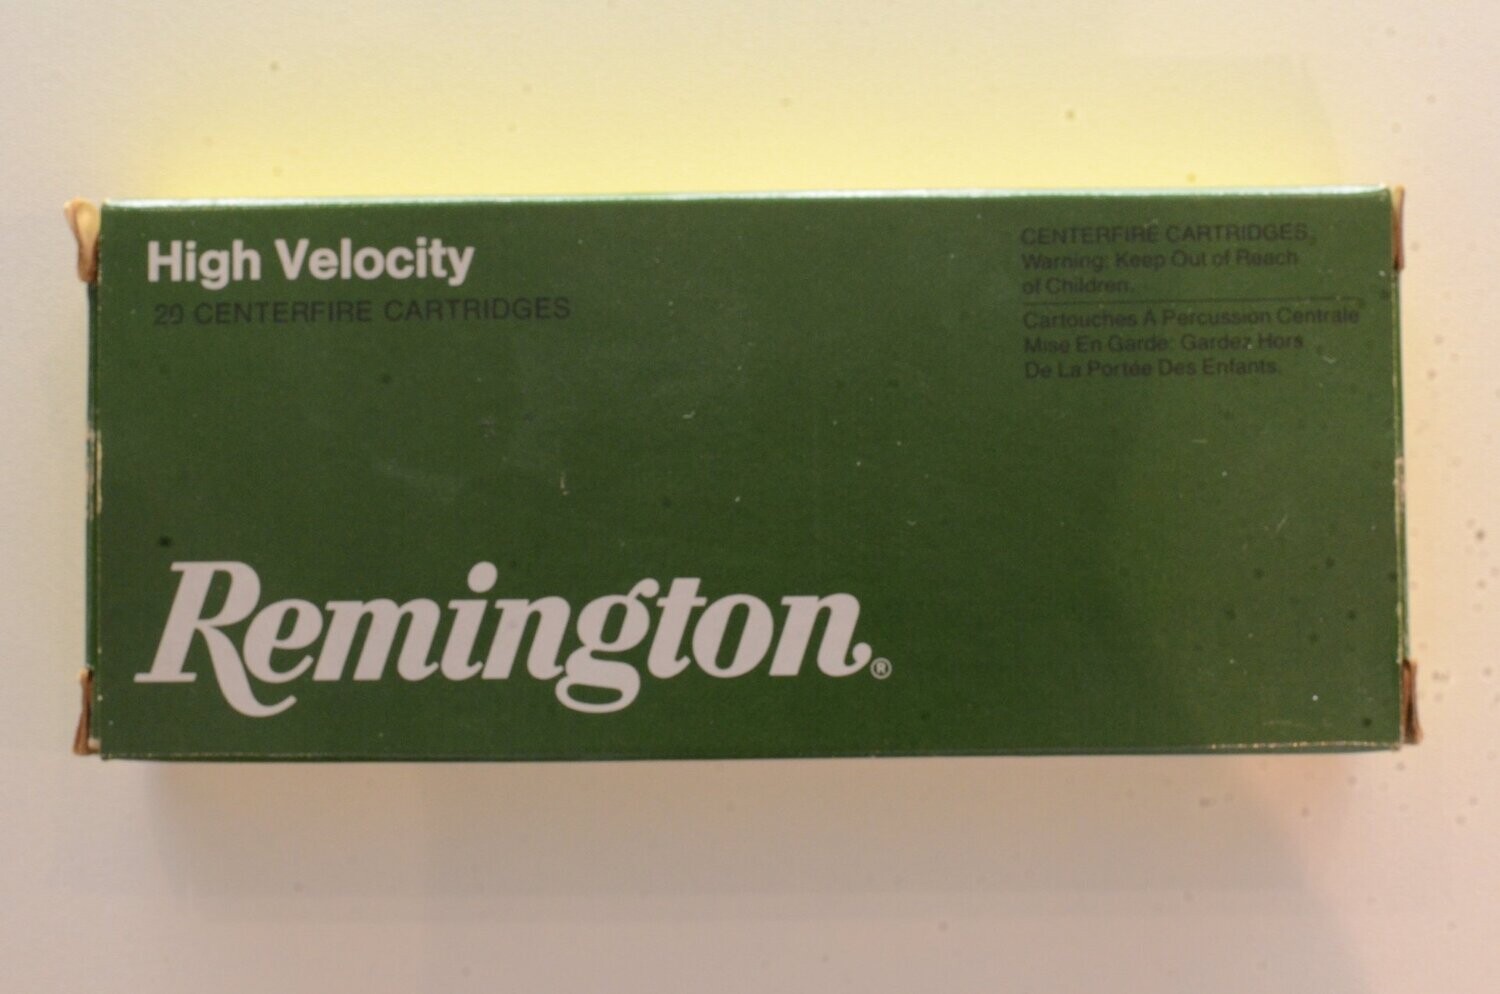 High Velocity
20 CENTERFIRE CARTRIDGES
CENTERFIRE CARTRIDGES,
Warning: Keep Out of Reach
of Children.
Cartouches A Percussion Centrale
Mise En Garde: Gardez Hors
De La Portée Des Enfants.
Remington®